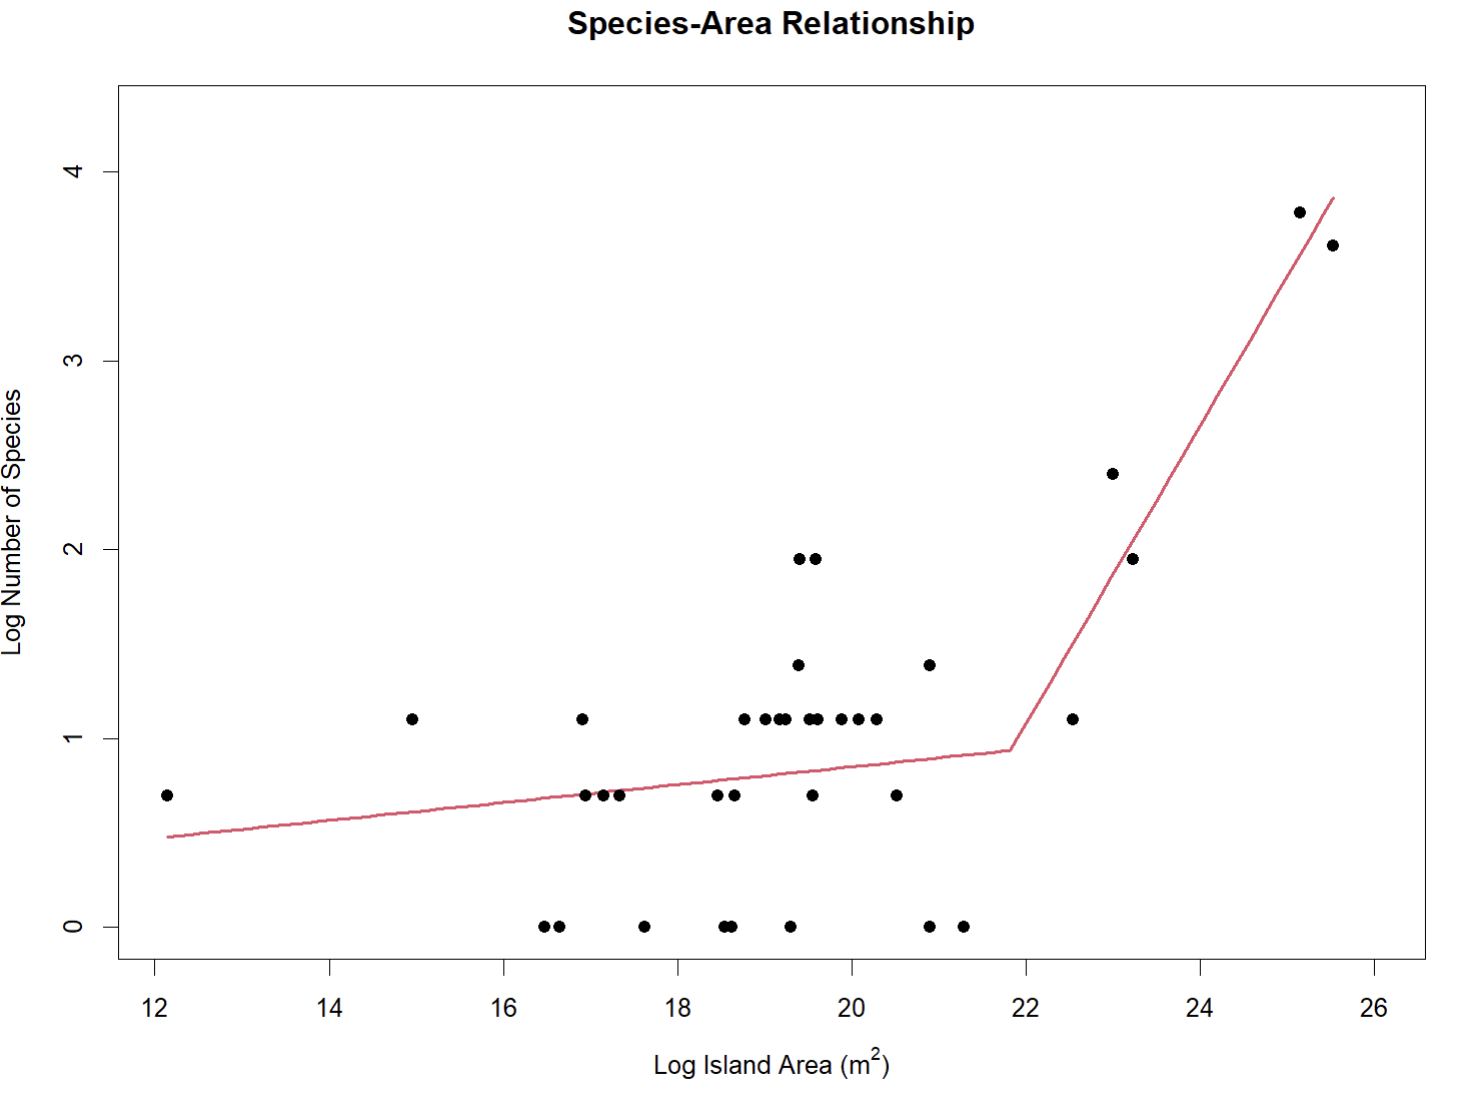 Species-Area Relationship
Log Number of Species
4
3
2
1
0
12 14 16 18 20 22 24 26
Log Island Area (m²)